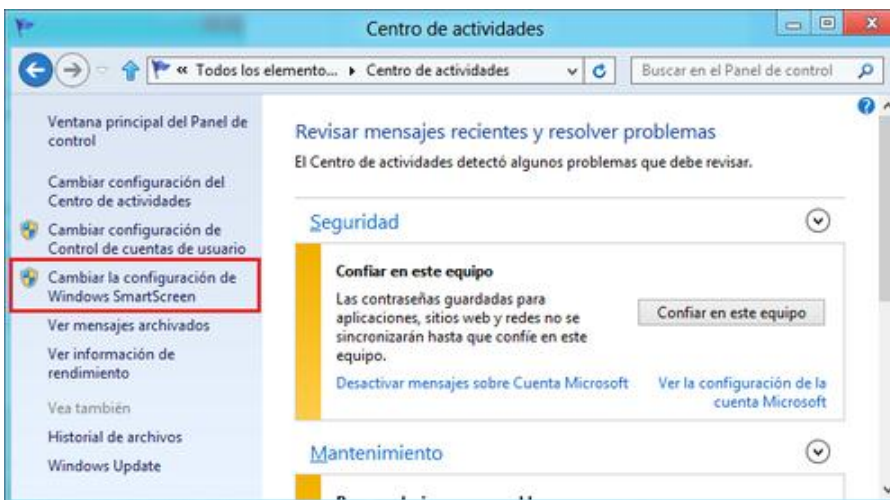 Centro de actividades
« Todos los elemento... ▸ Centro de actividades
Buscar en el Panel de control
Ventana principal del Panel de
control
Cambiar configuración del
Centro de actividades
Cambiar configuración de
Control de cuentas de usuario
Cambiar la configuración de
Windows SmartScreen
Ver mensajes archivados
Ver información de
rendimiento
Vea también
Historial de archivos
Windows Update
Revisar mensajes recientes y resolver problemas
El Centro de actividades detectó algunos problemas que debe revisar.
Seguridad
Confiar en este equipo
Las contraseñas guardadas para
aplicaciones, sitios web y redes no se
sincronizarán hasta que confíe en este
equipo.
Confiar en este equipo
Desactivar mensajes sobre Cuenta Microsoft
Ver la configuración de la
cuenta Microsoft
Mantenimiento